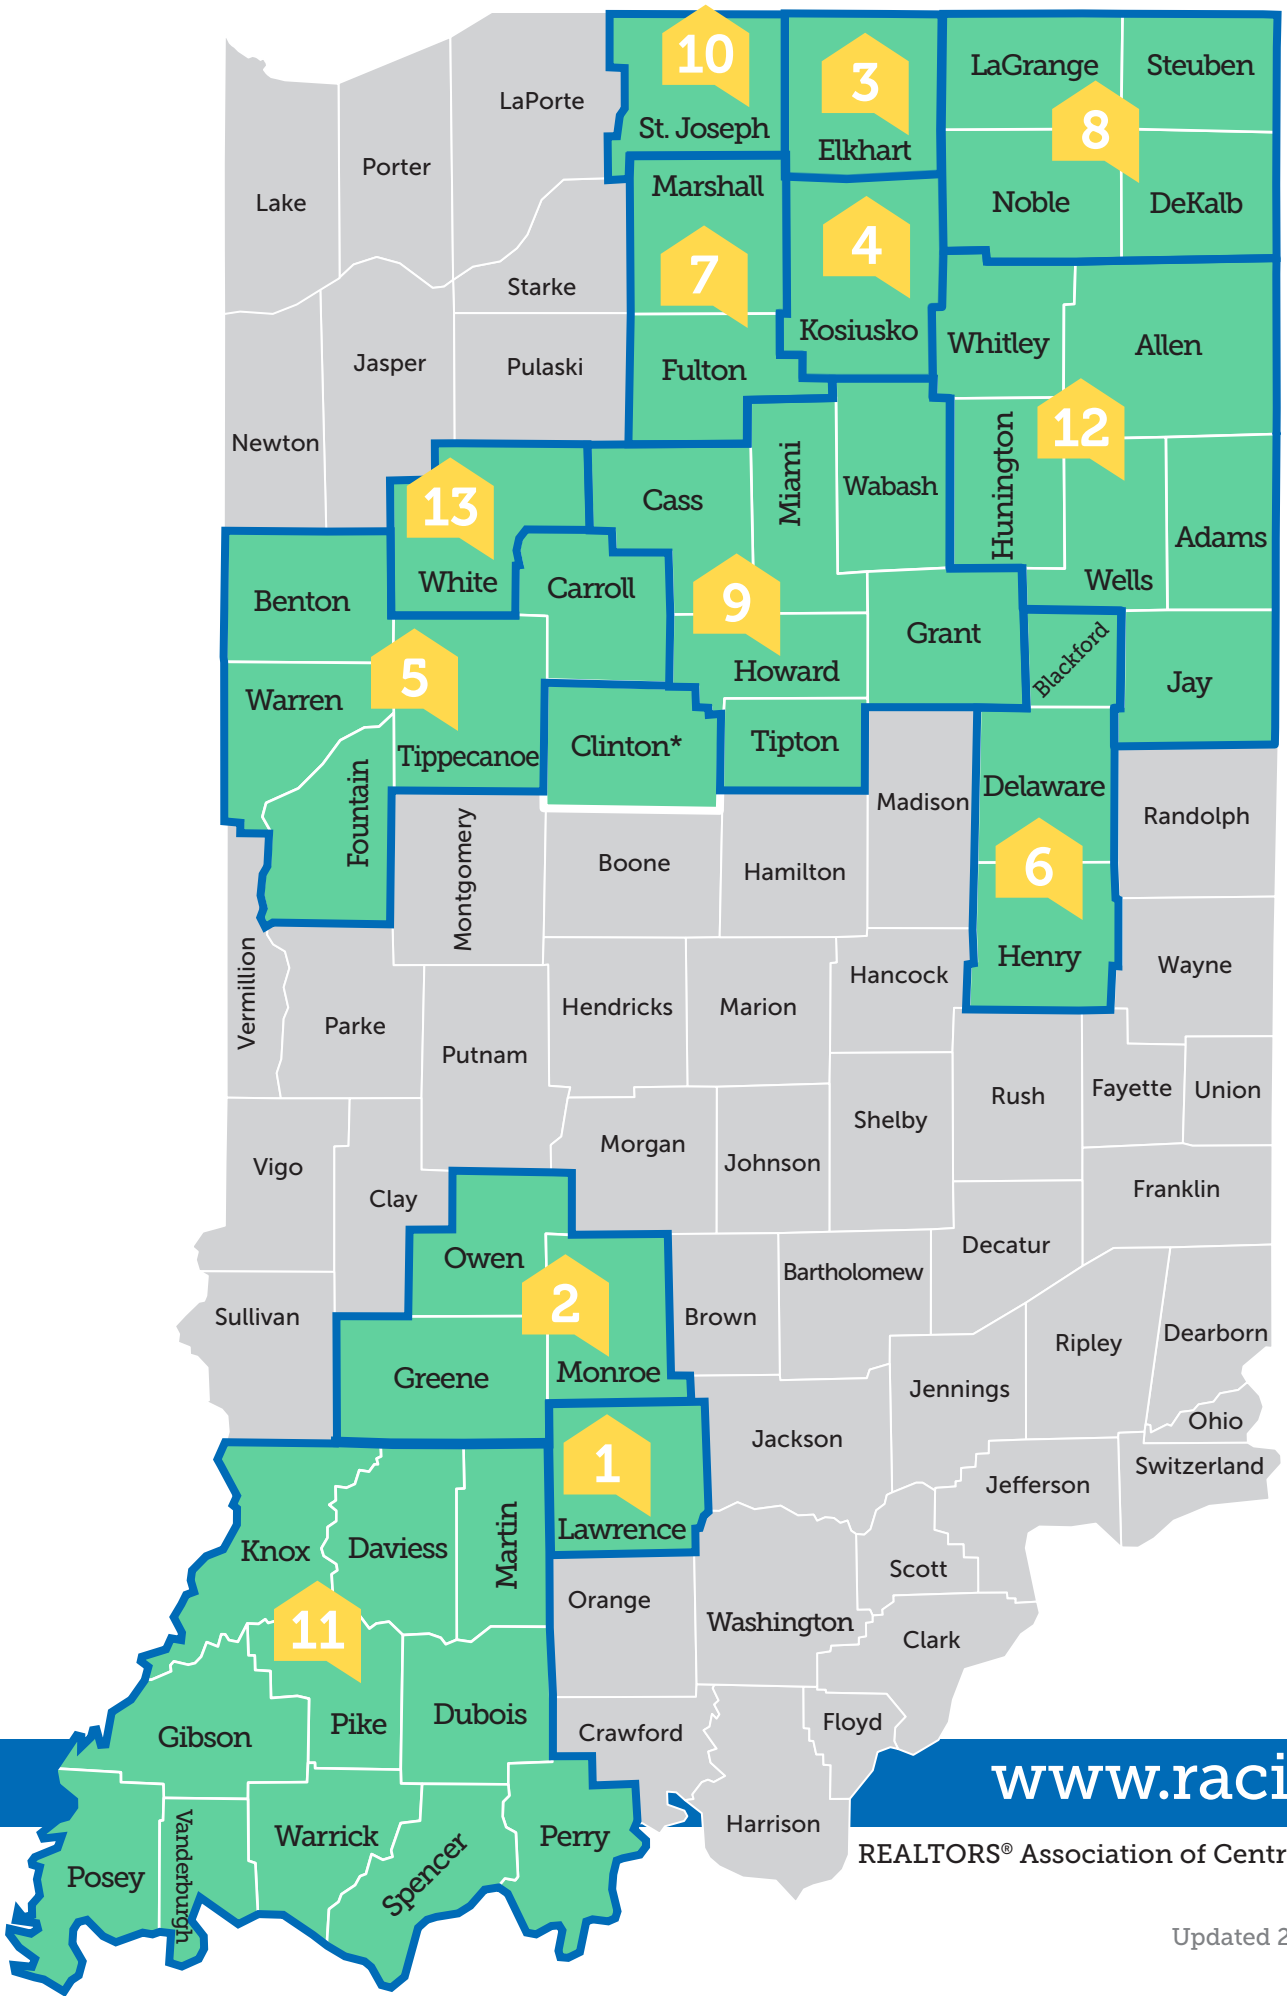 10
3
LaGrange
Steuben
LaPorte
8
St. Joseph
Elkhart
Porter
Marshall
Lake
Noble
DeKalb
4
7
Starke
Kosiusko
Whitley
Allen
Jasper
Pulaski
Fulton
12
Newton
Hunington
Miami
Wabash
Cass
13
Adams
White
Carroll
Wells
Benton
9
Grant
Blackford
5
Howard
Jay
Warren
Tippecanoe
Clinton*
Tipton
Delaware
Madison
Fountain
Randolph
Montgomery
Boone
Hamilton
6
Henry
Wayne
Vermillion
Hancock
Hendricks
Marion
Parke
Putnam
Rush
Fayette
Union
Shelby
Morgan
Johnson
Vigo
Clay
Franklin
Owen
Decatur
Bartholomew
2
Sullivan
Brown
Ripley
Dearborn
Greene
Monroe
Jennings
Ohio
Jackson
1
Switzerland
Jefferson
Lawrence
Knox
Daviess
Martin
Scott
Orange
Washington
11
Clark
Gibson
Pike
Dubois
Crawford
Floyd
www.raci
Harrison
Warrick
Perry
Vanderburgh
Posey
Spencer
REALTORS® Association of Centr
Updated 2